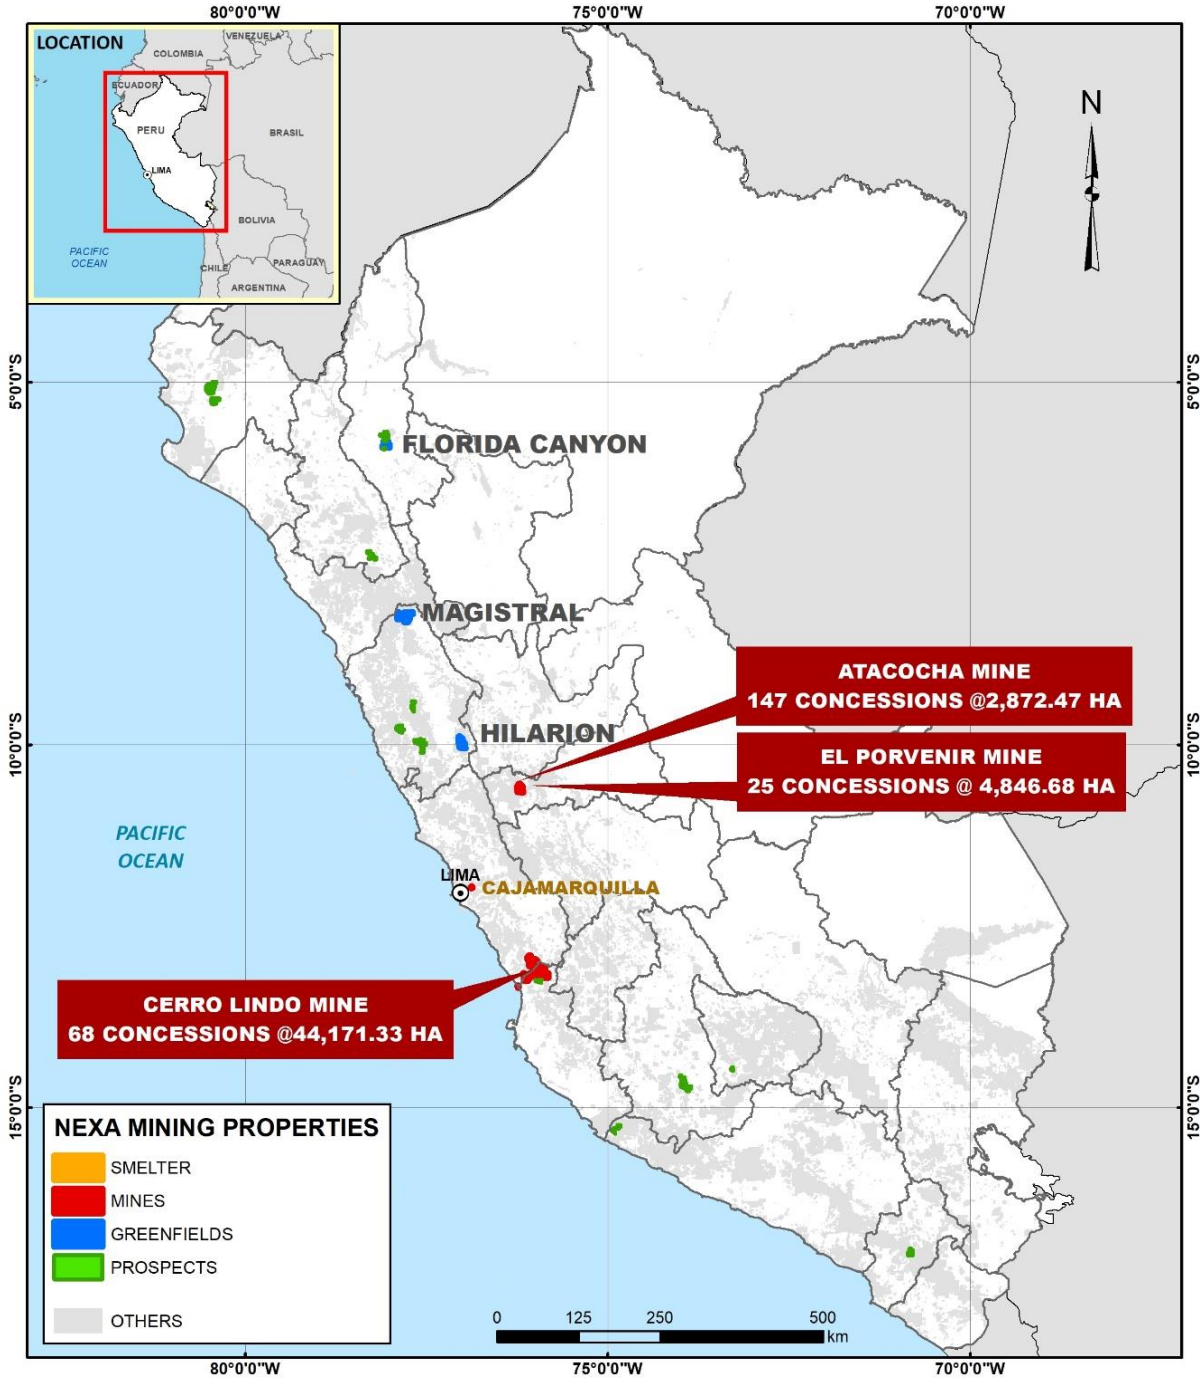 80°0'0"W
75°0'0"W
70°0'0"W
LOCATION
VENEZUELA
COLOMBIA
ECUADOR
PERU
BRASIL
LIMA
BOLIVIA
PACIFIC
OCEAN
CHILE
PARAGUAY
ARGENTINA
N
5°0'0"S
5°0'0"S
FLORIDA CANYON
MAGISTRAL
ATACOCHA MINE
147 CONCESSIONS @2,872.47 HA
HILARION
10°0'0"S
10°0'0"S
EL PORVENIR MINE
25 CONCESSIONS @ 4,846.68 HA
PACIFIC
OCEAN
LIMA
CAJAMARQUILLA
CERRO LINDO MINE
68 CONCESSIONS @44,171.33 HA
15°0'0"S
15°0'0"S
NEXA MINING PROPERTIES
SMELTER
MINES
GREENFIELDS
PROSPECTS
OTHERS
0 125 250 500
km
80°0'0"W
75°0'0"W
70°0'0"W